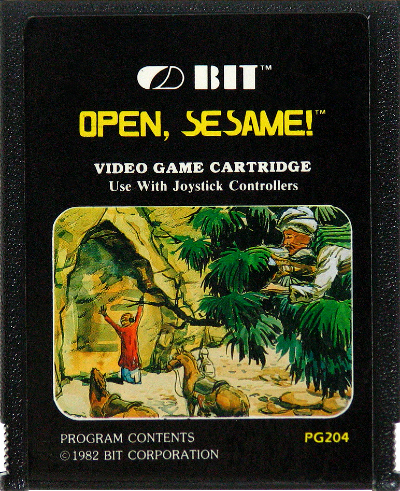 BIT™
OPEN, SESAME!™
VIDEO GAME CARTRIDGE
Use With Joystick Controllers
PROGRAM CONTENTS PG204
©1982 BIT CORPORATION